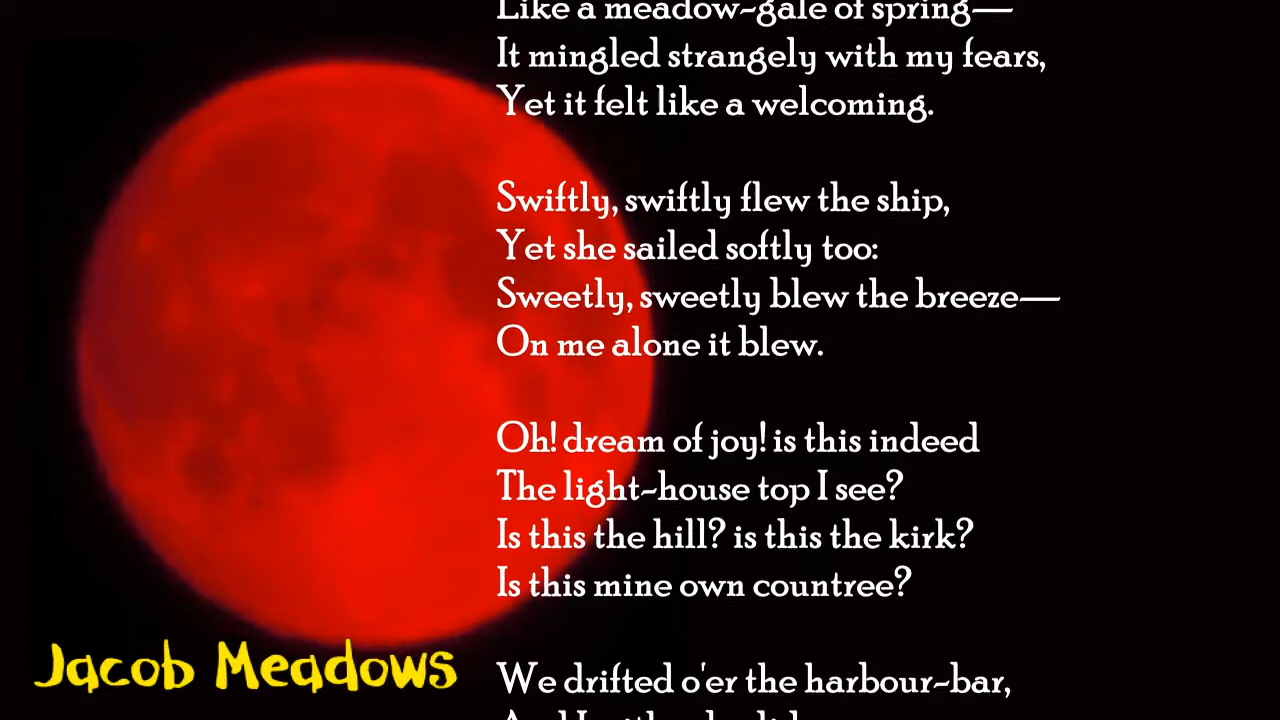 Like a meadow-gale of spring—
It mingled strangely with my fears,
Yet it felt like a welcoming.
Swiftly, swiftly flew the ship,
Yet she sailed softly too:
Sweetly, sweetly blew the breeze—
On me alone it blew.
Oh! dream of joy! is this indeed
The light-house top I see?
Is this the hill? is this the kirk?
Is this mine own countree?
We drifted o'er the harbour-bar,
Jacob Meadows